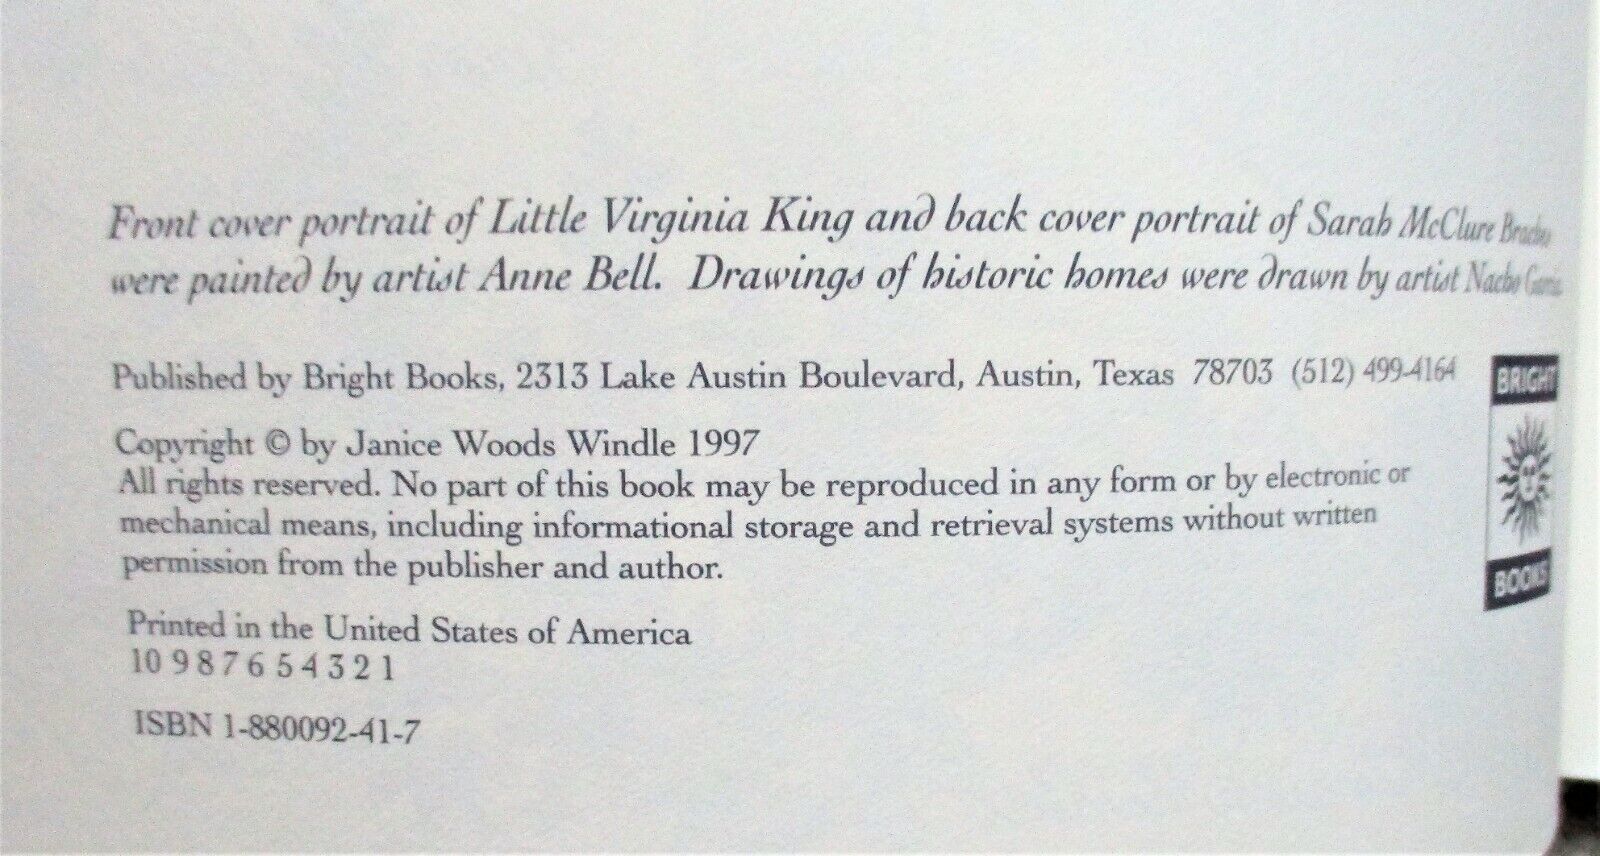 Front cover portrait of Little Virginia King and back cover portrait of Sarah McClure
were painted by artist Anne Bell. Drawings of historic homes were drawn by artist Nacho
Published by Bright Books, 2313 Lake Austin Boulevard, Austin, Texas 78703 (512) 499-4164
BRIGHT
BOOKS
Copyright © by Janice Woods Windle 1997
All rights reserved. No part of this book may be reproduced in any form or by electronic or
mechanical means, including informational storage and retrieval systems without written
permission from the publisher and author.
Printed in the United States of America
10 9 8 7 6 5 4 3 2 1
ISBN 1-880092-41-7